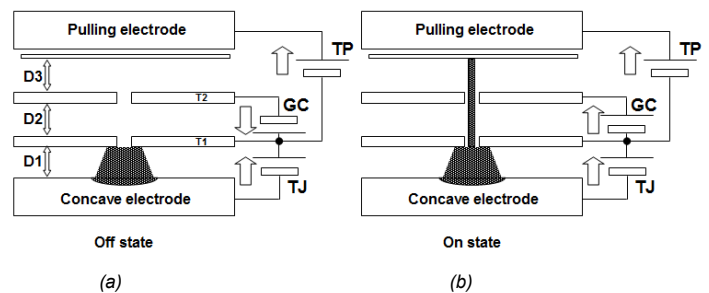 Pulling electrode
TP
D3
T2
GC
D2
T1
D1
TJ
Concave electrode
Off state
(a)
Pulling electrode
TP
GC
TJ
Concave electrode
On state
(b)